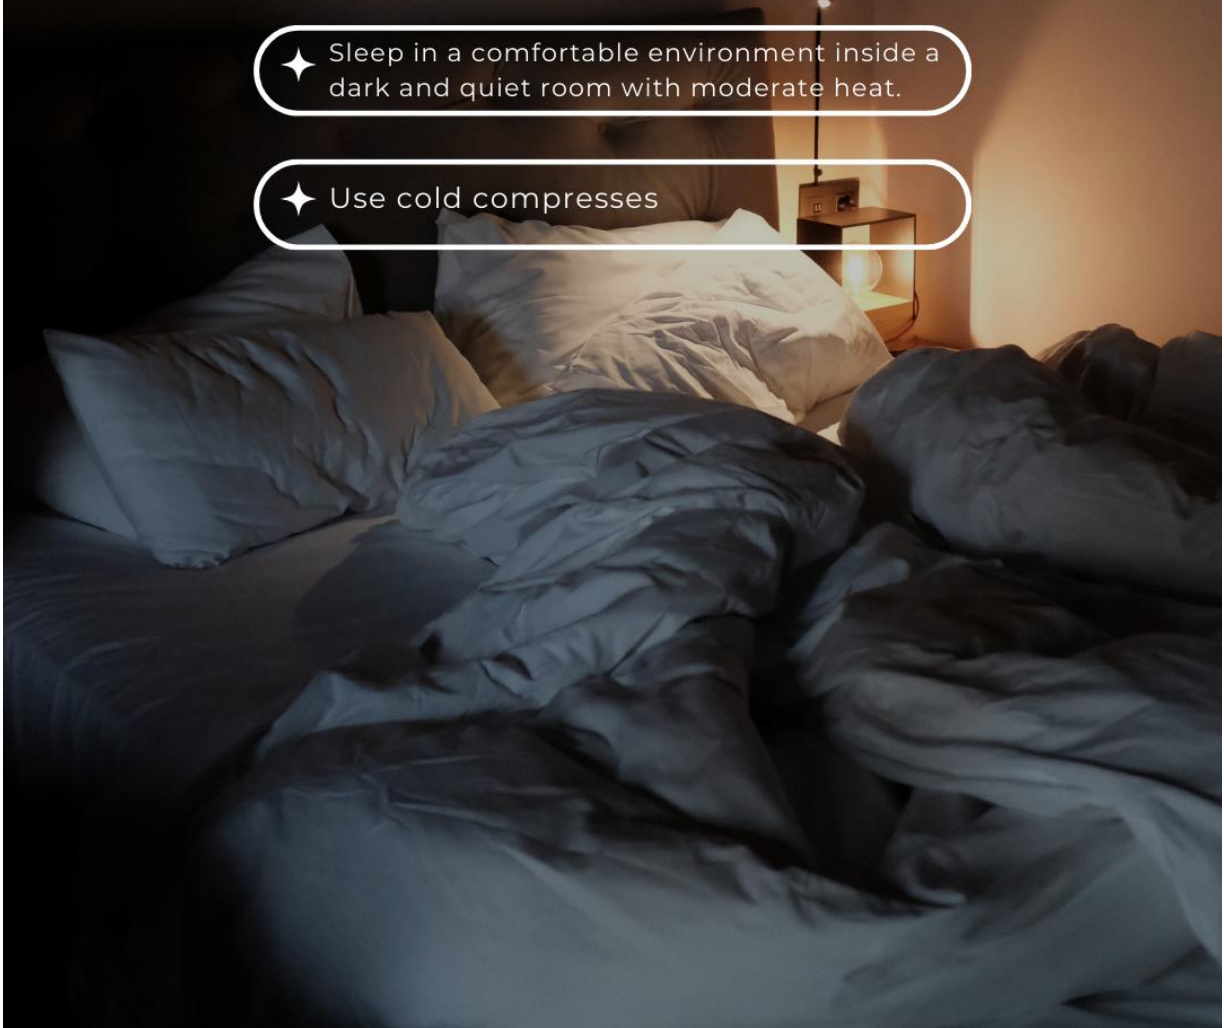 Sleep in a comfortable environment inside a
dark and quiet room with moderate heat.
Use cold compresses